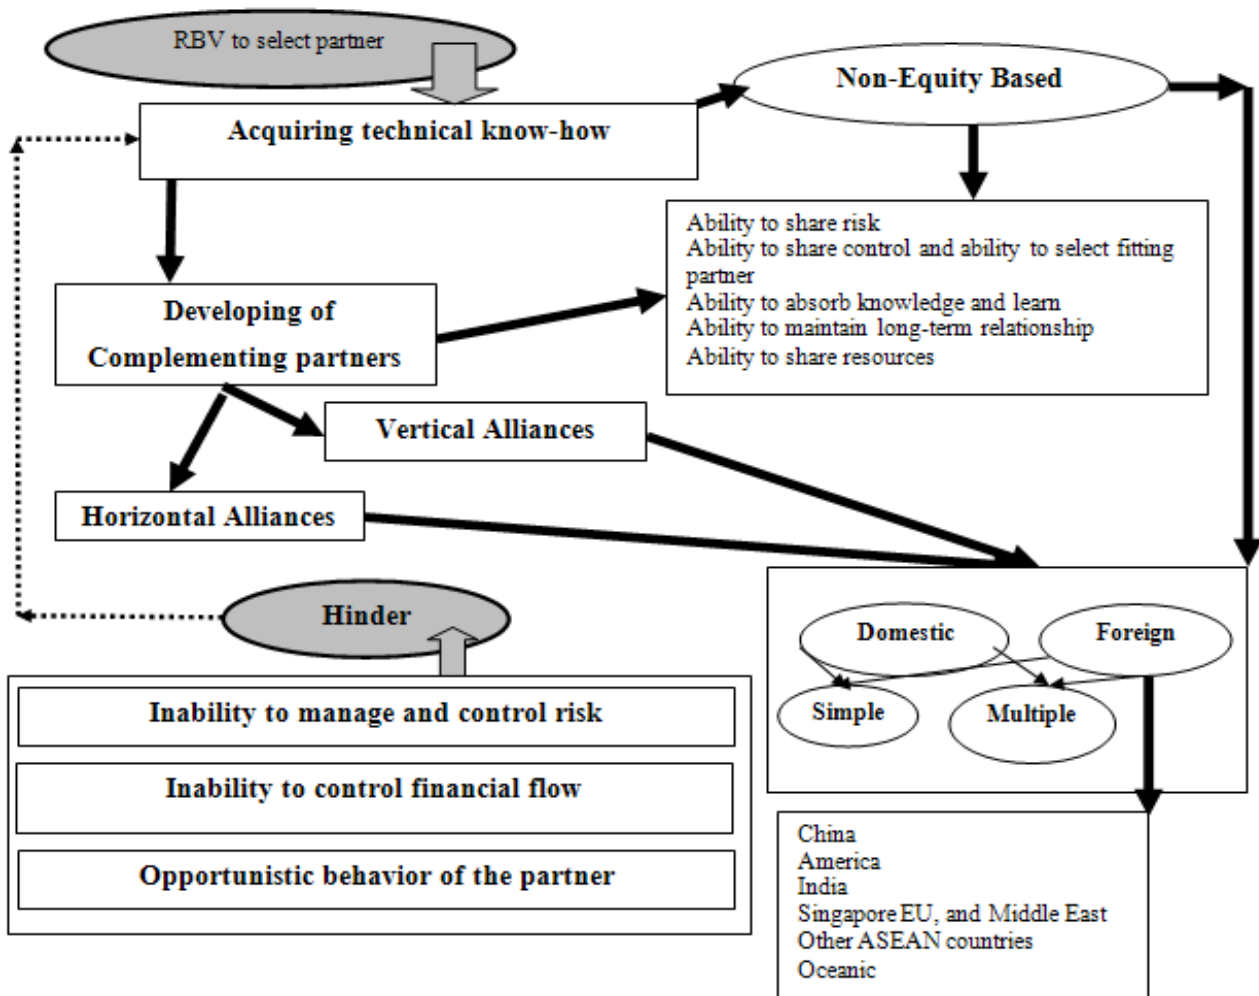 RBV to select partner
Non-Equity Based
Acquiring technical know-how
Ability to share risk
Ability to share control and ability to select fitting
partner
Ability to absorb knowledge and learn
Ability to maintain long-term relationship
Ability to share resources
Developing of
Complementing partners
Vertical Alliances
Horizontal Alliances
Hinder
Domestic
Foreign
Simple
Multiple
Inability to manage and control risk
Inability to control financial flow
Opportunistic behavior of the partner
China
America
India
Singapore EU, and Middle East
Other ASEAN countries
Oceanic